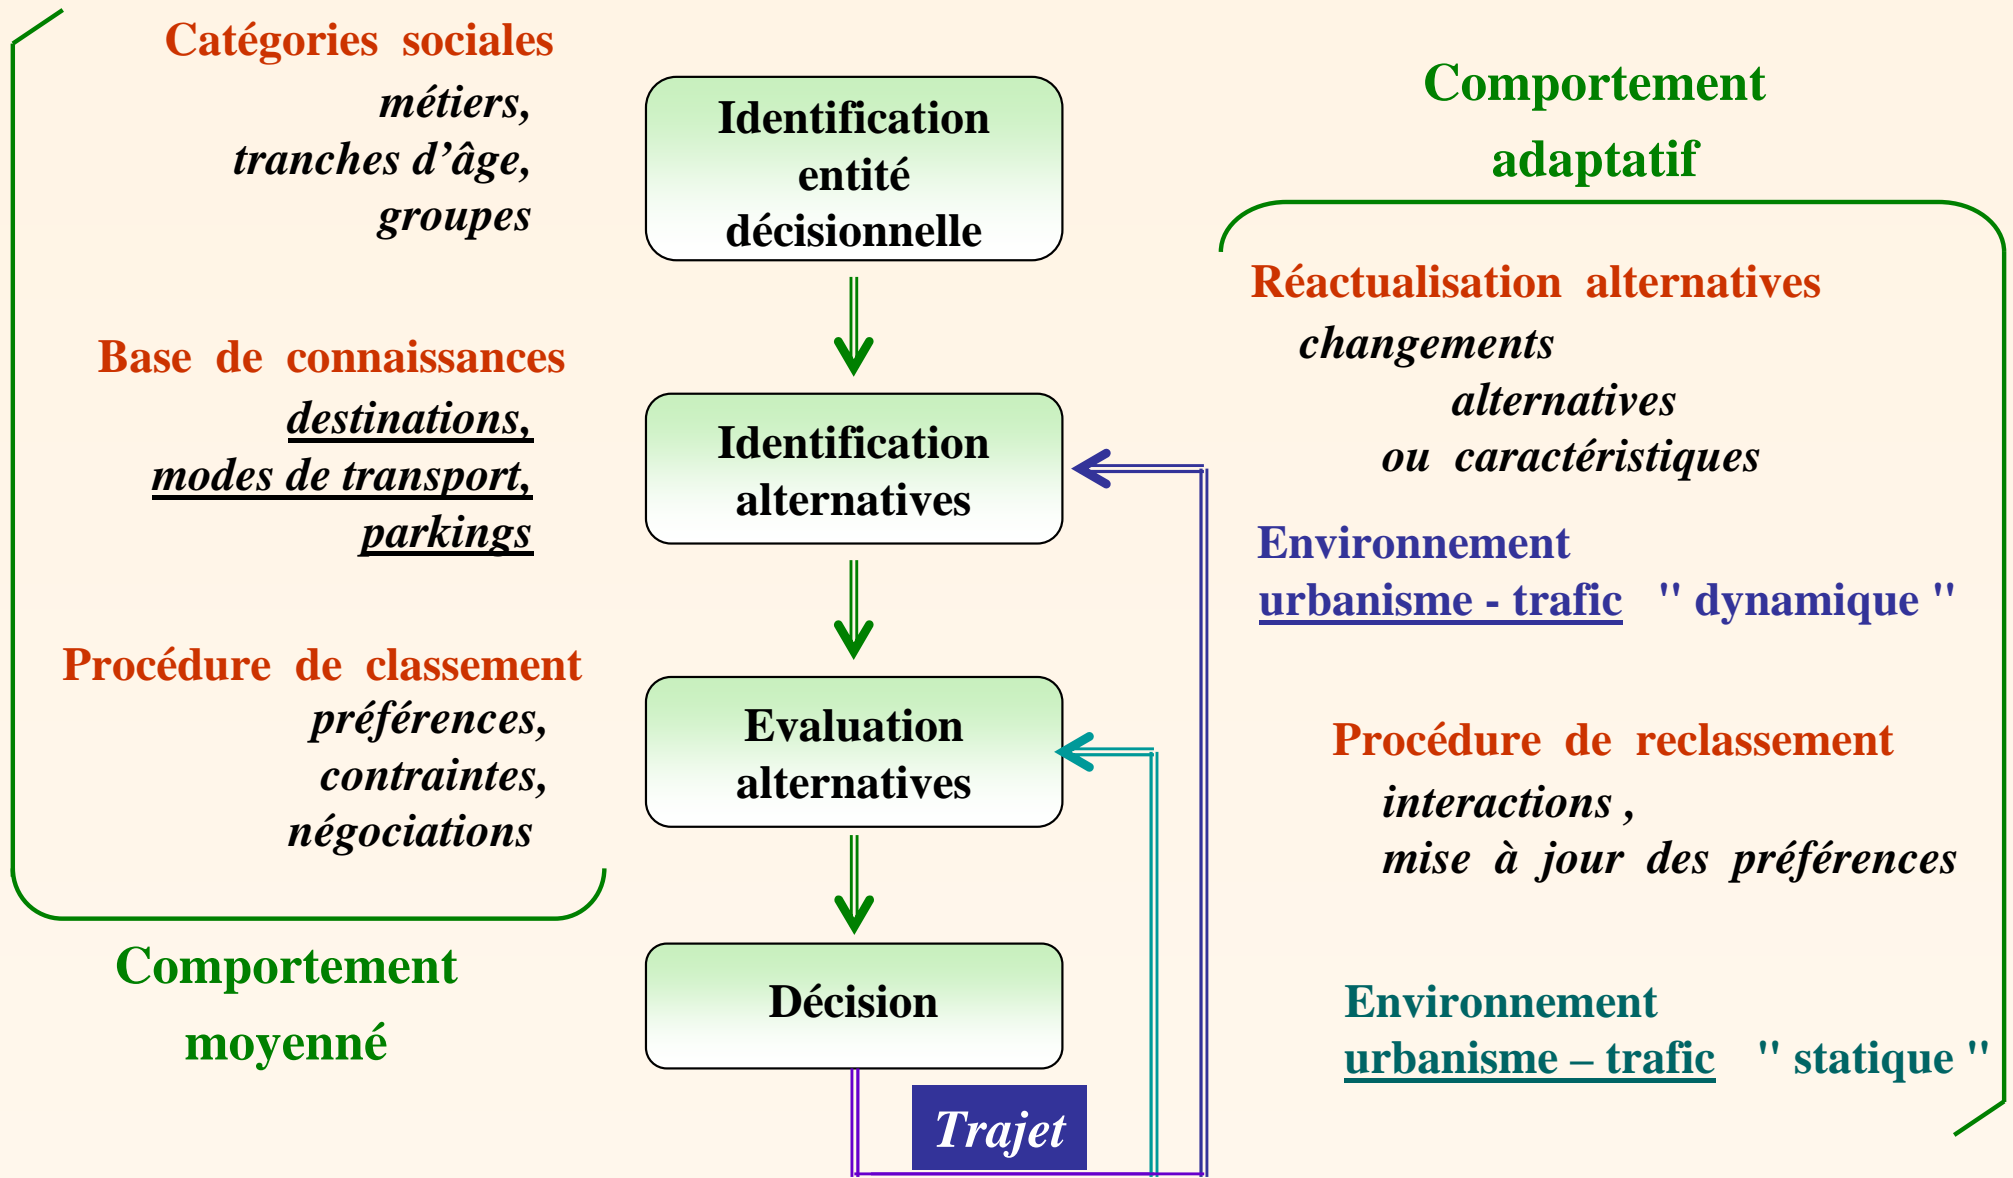 Catégories sociales
métiers,
tranches d’âge,
groupes
Base de connaissances
destinations,
modes de transport,
parkings
Procédure de classement
préférences,
contraintes,
négociations
Comportement
moyenné
Identification
entité
décisionnelle
Identification
alternatives
Evaluation
alternatives
Décision
Trajet
Comportement
adaptatif
Réactualisation alternatives
changements
alternatives
ou caractéristiques
Environnement
urbanisme - trafic " dynamique "
Procédure de reclassement
interactions ,
mise à jour des préférences
Environnement
urbanisme – trafic " statique "